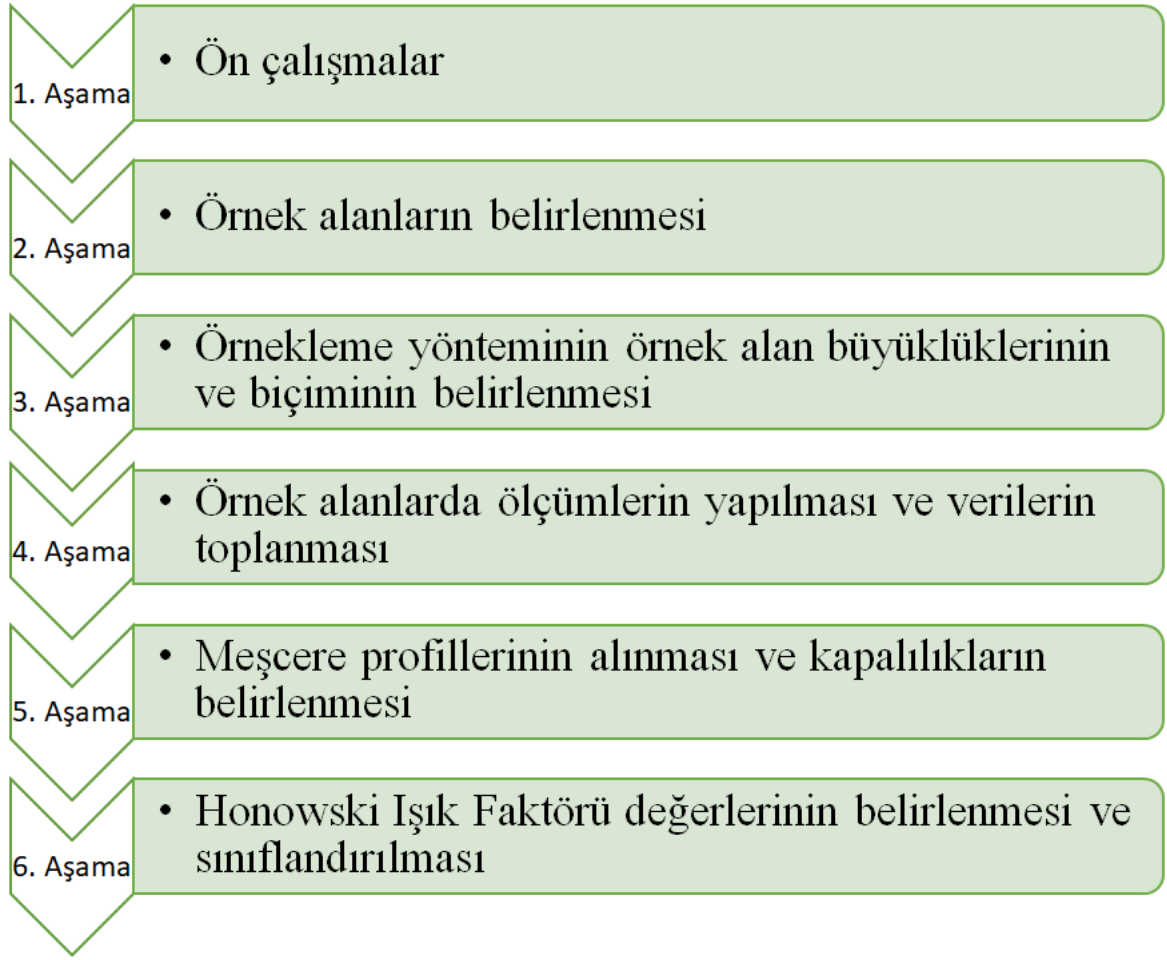 1. Aşama
• Ön çalışmalar
2. Aşama
• Örnek alanların belirlenmesi
3. Aşama
• Örnekleme yönteminin örnek alan büyüklüklerinin
ve biçiminin belirlenmesi
4. Aşama
• Örnek alanlarda ölçümlerin yapılması ve verilerin
toplanması
5. Aşama
• Meşcere profillerinin alınması ve kapalılıkların
belirlenmesi
6. Aşama
• Honowski Işık Faktörü değerlerinin belirlenmesi ve
sınıflandırılması